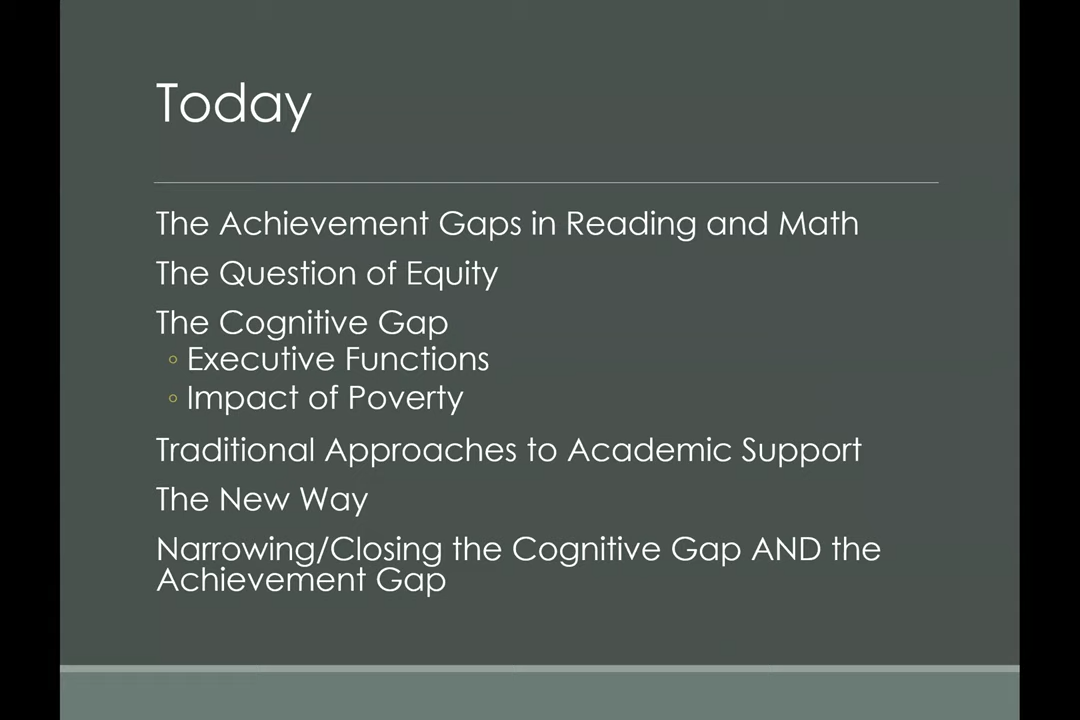 Today
The Achievement Gaps in Reading and Math
The Question of Equity
The Cognitive Gap
◦ Executive Functions
◦ Impact of Poverty
Traditional Approaches to Academic Support
The New Way
Narrowing/Closing the Cognitive Gap AND the
Achievement Gap